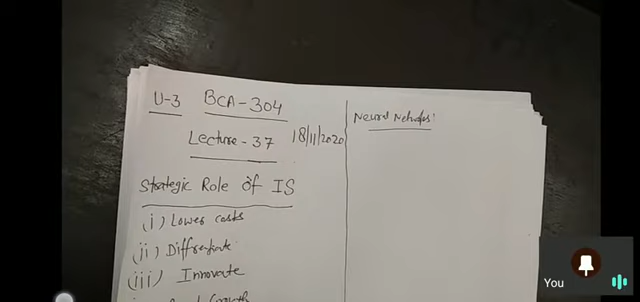 U-3 BCA-304
Lecture-37 18/11/2020
Strategic Role of IS
(i) Lower costs
(ii) Differentiate
(iii) Innovate
Growth
Neural Networks:
You